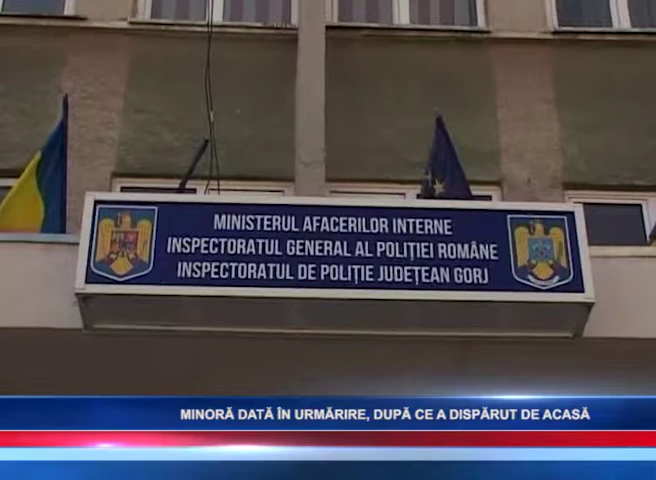 MINISTERUL AFACERILOR INTERNE
INSPECTORATUL GENERAL AL POLIȚIEI ROMÂNE
INSPECTORATUL DE POLIȚIE JUDEȚEAN GORJ
MINORĂ DATĂ ÎN URMĂRIRE, DUPĂ CE A DISPĂRUT DE ACASĂ